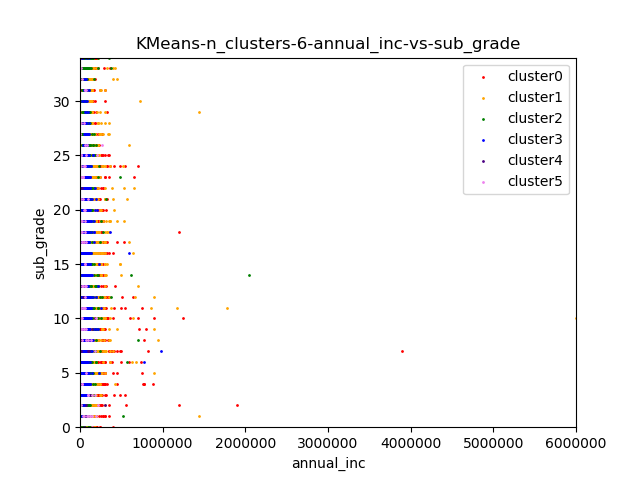 KMeans-n_clusters-6-annual_inc-vs-sub_grade
cluster0
cluster1
cluster2
cluster3
cluster4
cluster5
sub_grade
30
25
20
15
10
5
0
0 1000000 2000000 3000000 4000000 5000000 6000000
annual_inc